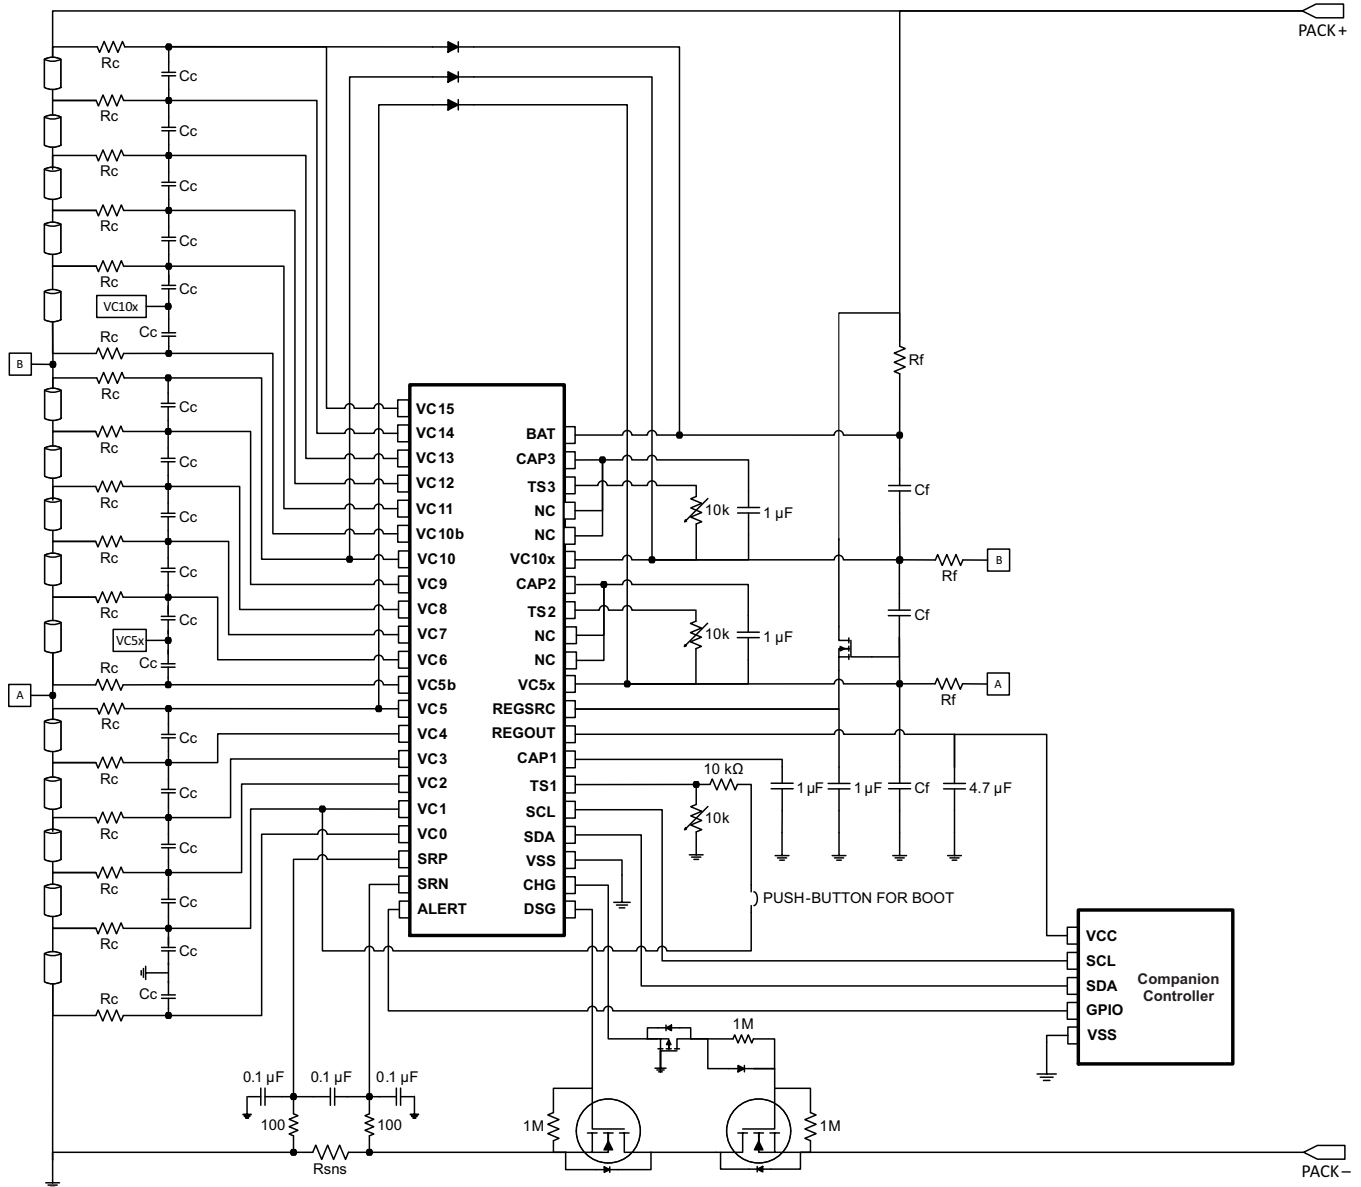 PACK+
Rc
Cc
Rc
Cc
Rc
Cc
Rc
Cc
Rc
Cc
VC10x
Cc
Rc
B
Rc
Cc
Rc
Cc
Rc
Cc
Rc
Cc
Rc
Cc
VC5x
Cc
Rc
A
Rc
Cc
Rc
Cc
Rc
Cc
Rc
Cc
Rc
Cc
Cc
Rc
VC15
VC14
VC13
VC12
VC11
VC10b
VC10
VC9
VC8
VC7
VC6
VC5b
VC5
VC4
VC3
VC2
VC1
VC0
SRP
SRN
ALERT
BAT
CAP3
TS3
NC
NC
VC10x
CAP2
TS2
NC
NC
VC5x
REGSRC
REGOUT
CAP1
TS1
SCL
SDA
VSS
CHG
DSG
10k
1 µF
10k
1 µF
Rf
Cf
Rf
B
Cf
Rf
A
10 kΩ
10k
1 µF
1 µF
Cf
4.7 µF
PUSH-BUTTON FOR BOOT
VCC
SCL
SDA
GPIO
VSS
Companion
Controller
1M
0.1 µF
0.1 µF
0.1 µF
100
100
Rsns
1M
1M
PACK–